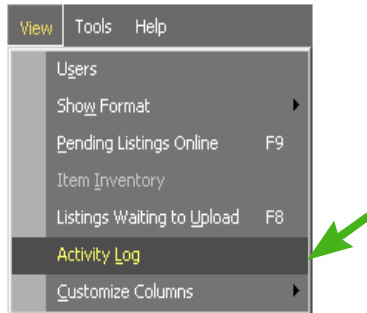 View Tools Help
Users
Show Format
Pending Listings Online F9
Item Inventory
Listings Waiting to Upload F8
Activity Log
Customize Columns